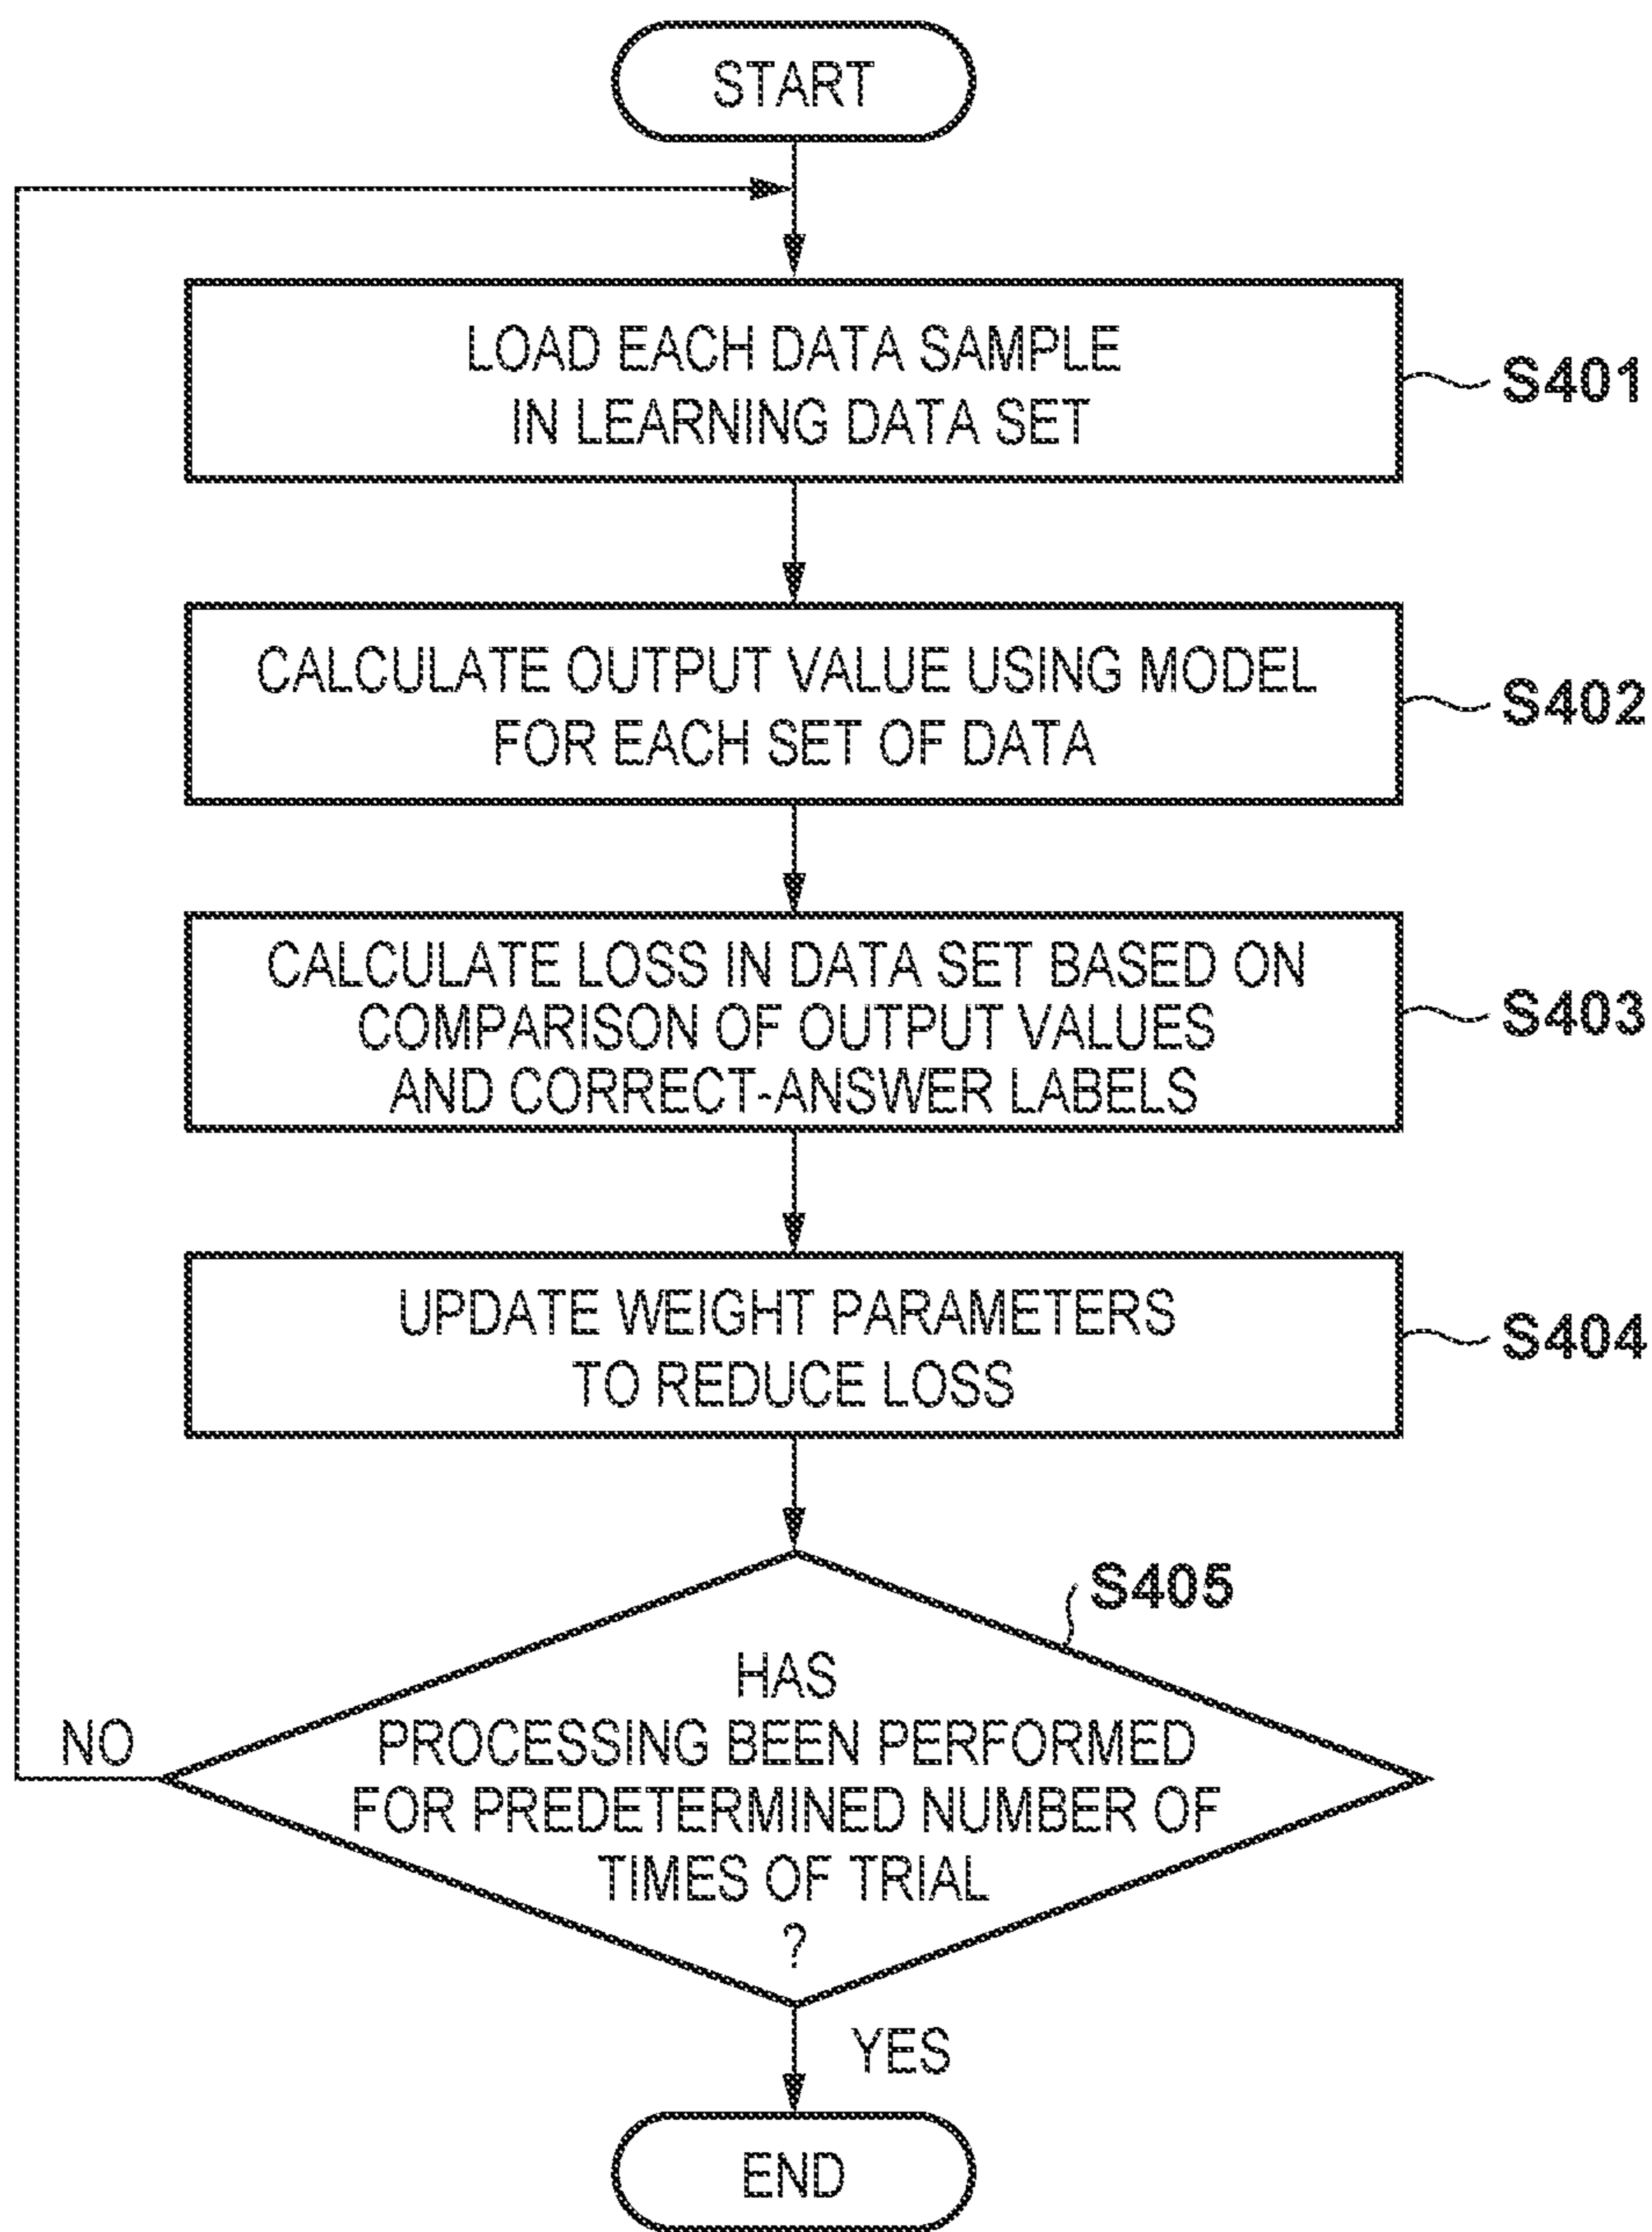 START
LOAD EACH DATA SAMPLE
IN LEARNING DATA SET
S401
CALCULATE OUTPUT VALUE USING MODEL
FOR EACH SET OF DATA
S402
CALCULATE LOSS IN DATA SET BASED ON
COMPARISON OF OUTPUT VALUES
AND CORRECT-ANSWER LABELS
S403
UPDATE WEIGHT PARAMETERS
TO REDUCE LOSS
S404
S405
HAS
PROCESSING BEEN PERFORMED
FOR PREDETERMINED NUMBER OF
TIMES OF TRIAL
?
NO
YES
END